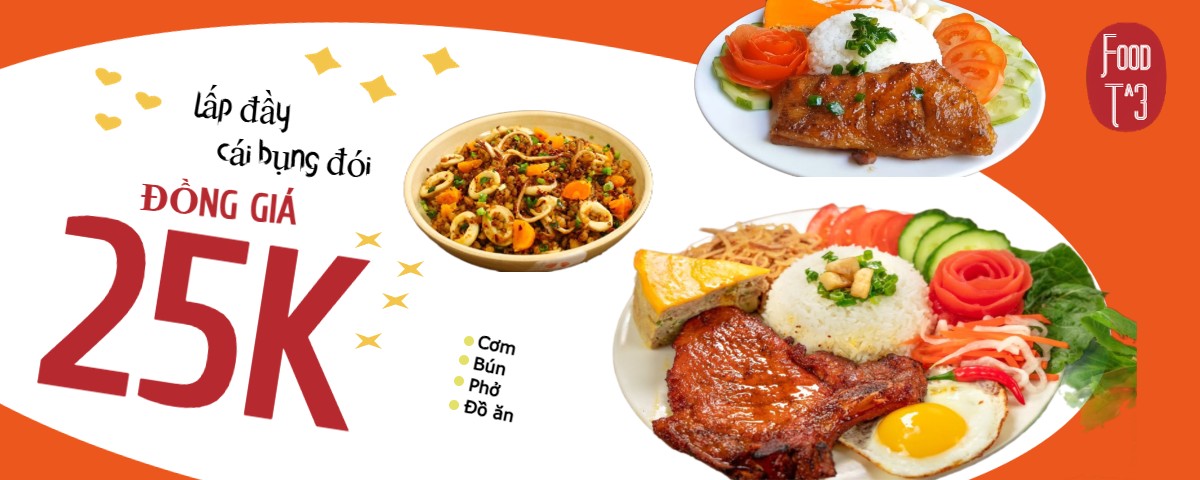 lấp đầy
cái bụng đói
ĐỒNG GIÁ
25K
Cơm
Bún
Phở
Đồ ăn
FOOD
T^3